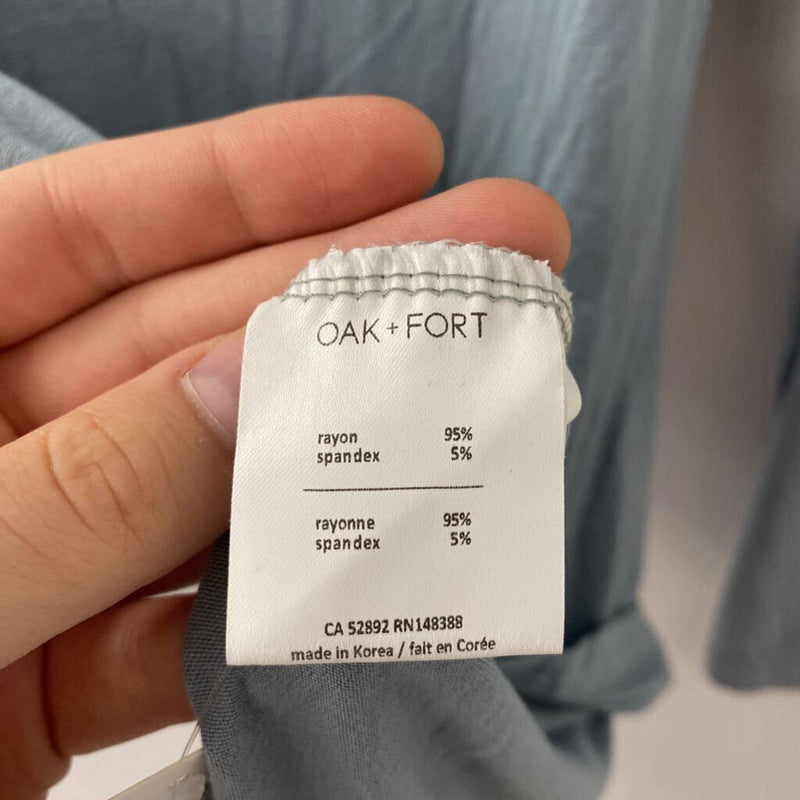 OAK + FORT
rayon 95%
spandex 5%
rayonne 95%
spandex 5%
CA 52892 RN148388
made in Korea / fait en Corée